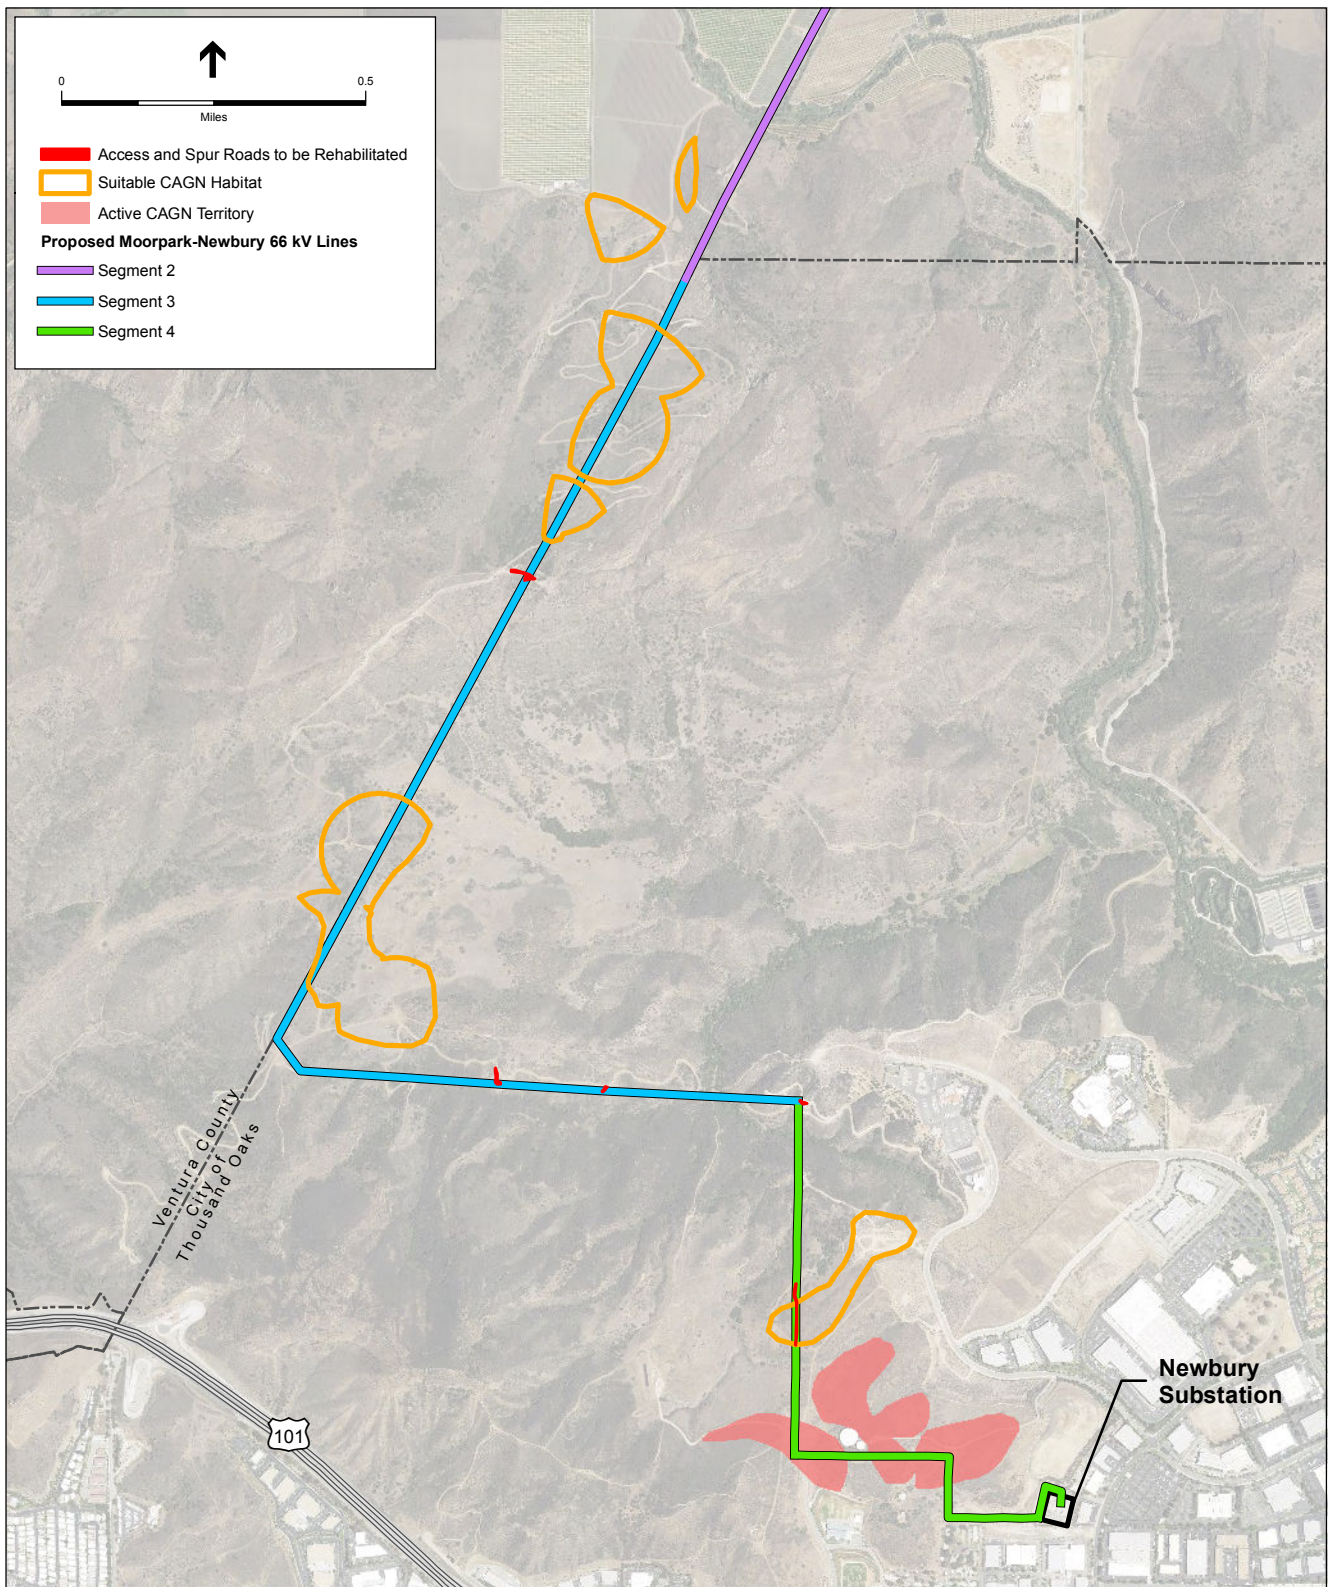 0 0.5
Miles
Access and Spur Roads to be Rehabilitated
Suitable CAGN Habitat
Active CAGN Territory
Proposed Moorpark-Newbury 66 kV Lines
Segment 2
Segment 3
Segment 4
Ventura County
City of
Thousand Oaks
101
Newbury
Substation